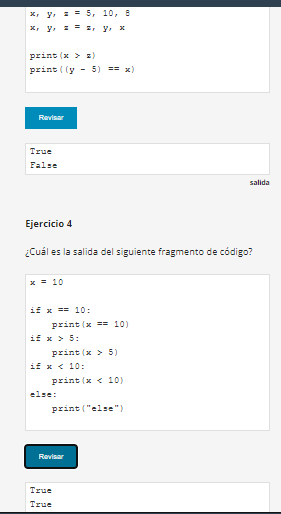 x, y, z = 5, 10, 8
x, y, z = z, y, x
print(x > z)
print((y - 5) == x)
Revisar
True
False
salida
Ejercicio 4
¿Cuál es la salida del siguiente fragmento de código?
x = 10
if x == 10:
    print(x == 10)
if x > 5:
    print(x > 5)
if x < 10:
    print(x < 10)
else:
    print("else")
Revisar
True
True